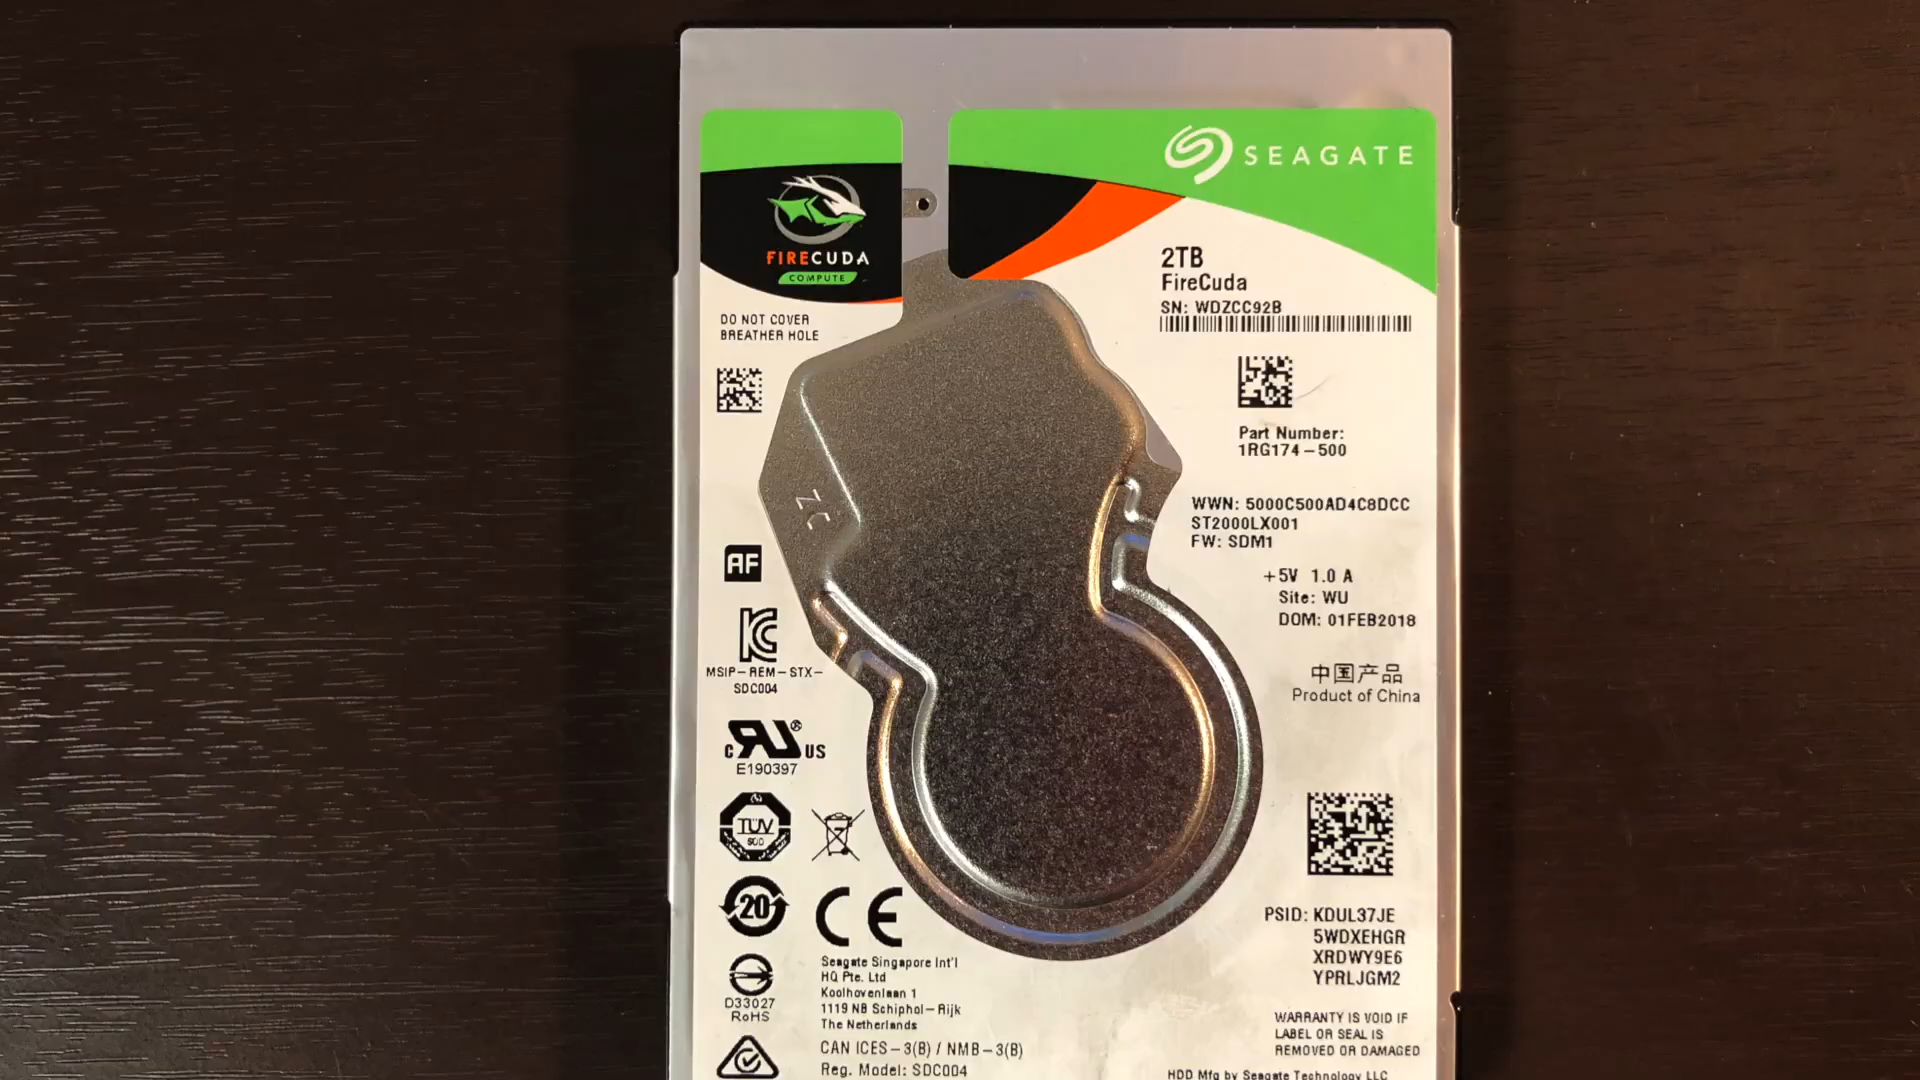 SEAGATE
FIRECUDA
COMPUTE
2TB
FireCuda
SN: WDZCC92B
DO NOT COVER
BREATHER HOLE
Part Number:
1RG174-500
ZC
WWN: 5000C500AD4C8DCC
ST2000LX001
FW: SDM1
AF
+5V 1.0 A
Site: WU
DOM: 01FEB2018
MSIP-REM-STX-
SDC004
中国产品
Product of China
c RU ® US
E190397
TÜV
SÜD
20
CE
PSID: KDUL37JE
5WDXEHGR
XRDWY9E6
YPRLJGM2
D33027
RoHS
Seagate Singapore Int'l
HQ Pte. Ltd
Koolhovenlaan 1
1119 NB Schiphol-Rijk
The Netherlands
CAN ICES-3(B) / NMB-3(B)
Reg. Model: SDC004
WARRANTY IS VOID IF
LABEL OR SEAL IS
REMOVED OR DAMAGED
HDD Mfg by Seagate Technology LLC